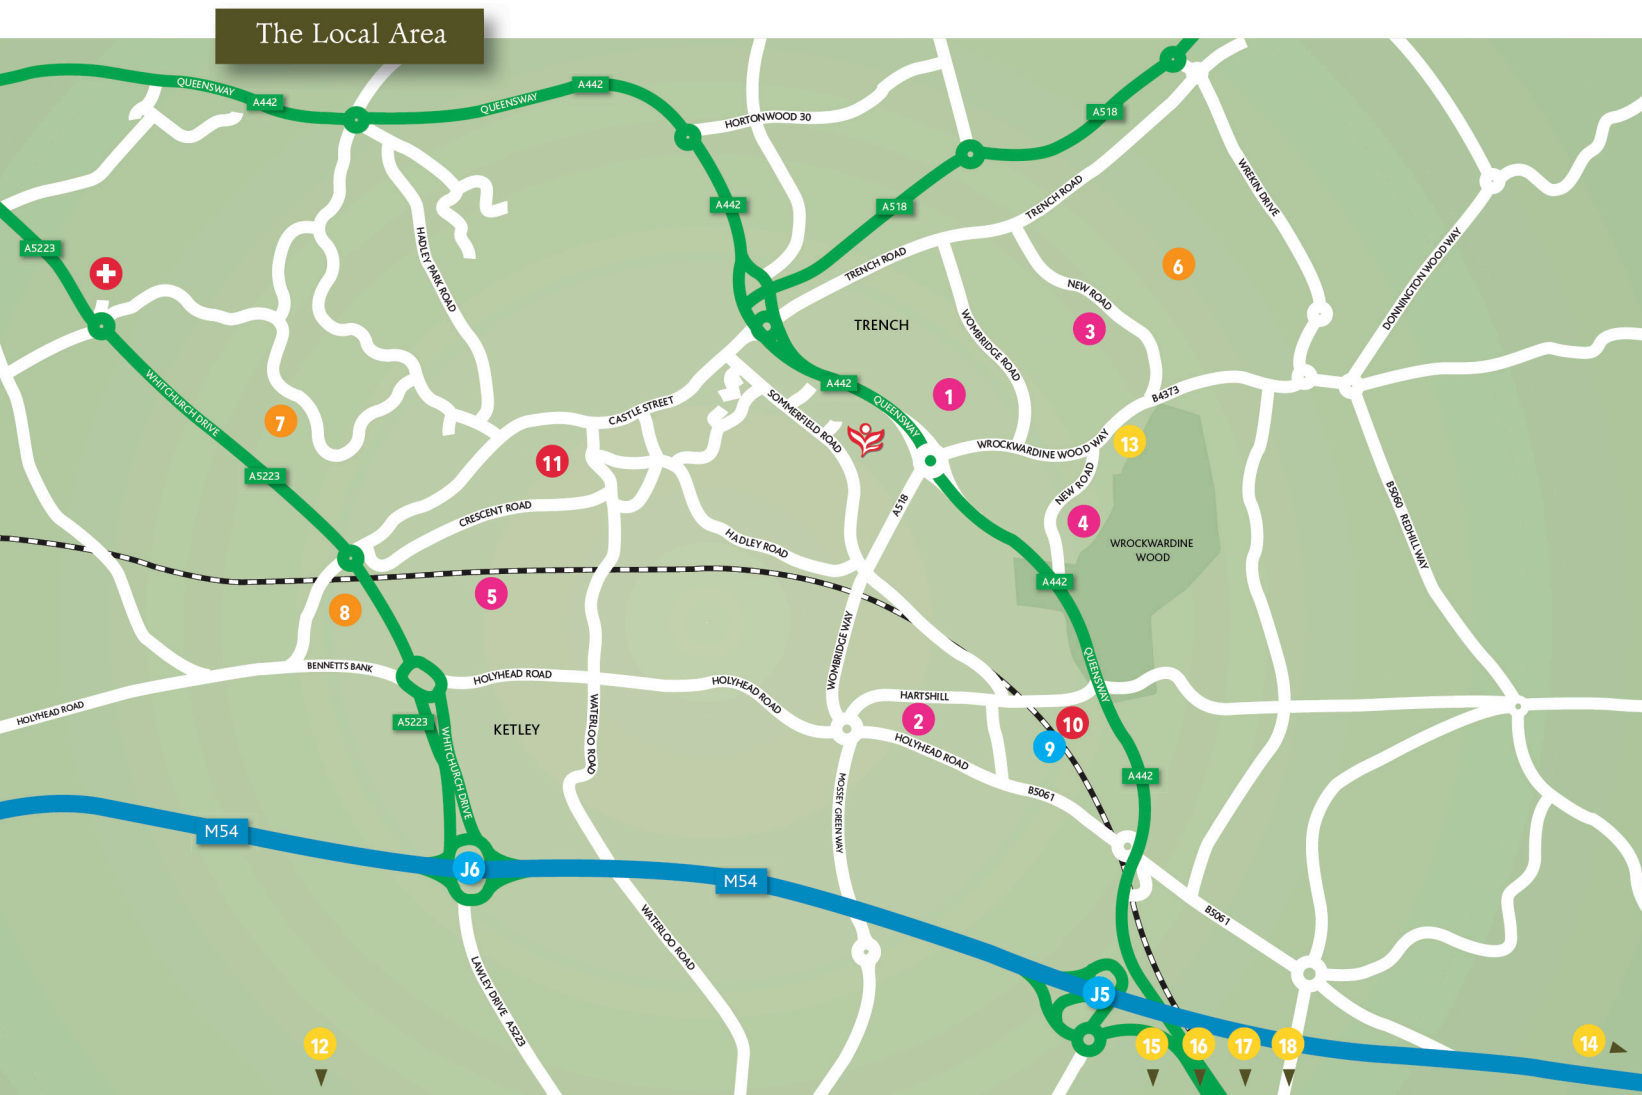 The Local Area
QUEENSWAY
A442
QUEENSWAY
A442
HORTONWOOD 30
A518
A442
A518
TRENCH ROAD
WREKIN DRIVE
A5223
HADLEY PARK ROAD
TRENCH ROAD
6
DONNINGTON WOOD WAY
NEW ROAD
3
TRENCH
WOMBRIDGE ROAD
WHITCHURCH DRIVE
A442
1
B4373
7
CASTLE STREET
SOMMERFIELD ROAD
QUEENSWAY
WROCKWARDINE WOOD WAY
13
11
A5223
NEW ROAD
B5060 REDHILL WAY
CRESCENT ROAD
A518
4
HADLEY ROAD
WROCKWARDINE
WOOD
A442
5
8
WOMBRIDGE WAY
BENNETTS BANK
HOLYHEAD ROAD
HOLYHEAD ROAD
QUEENSWAY
HOLYHEAD ROAD
HARTSHILL
A5223
KETLEY
WATERLOO ROAD
2
10
9
HOLYHEAD ROAD
WHITCHURCH DRIVE
A442
B5061
MOSSEY GREEN WAY
M54
J6
M54
B5061
WATERLOO ROAD
LAWLEY DRIVE A5223
J5
12
15
16
17
18
14